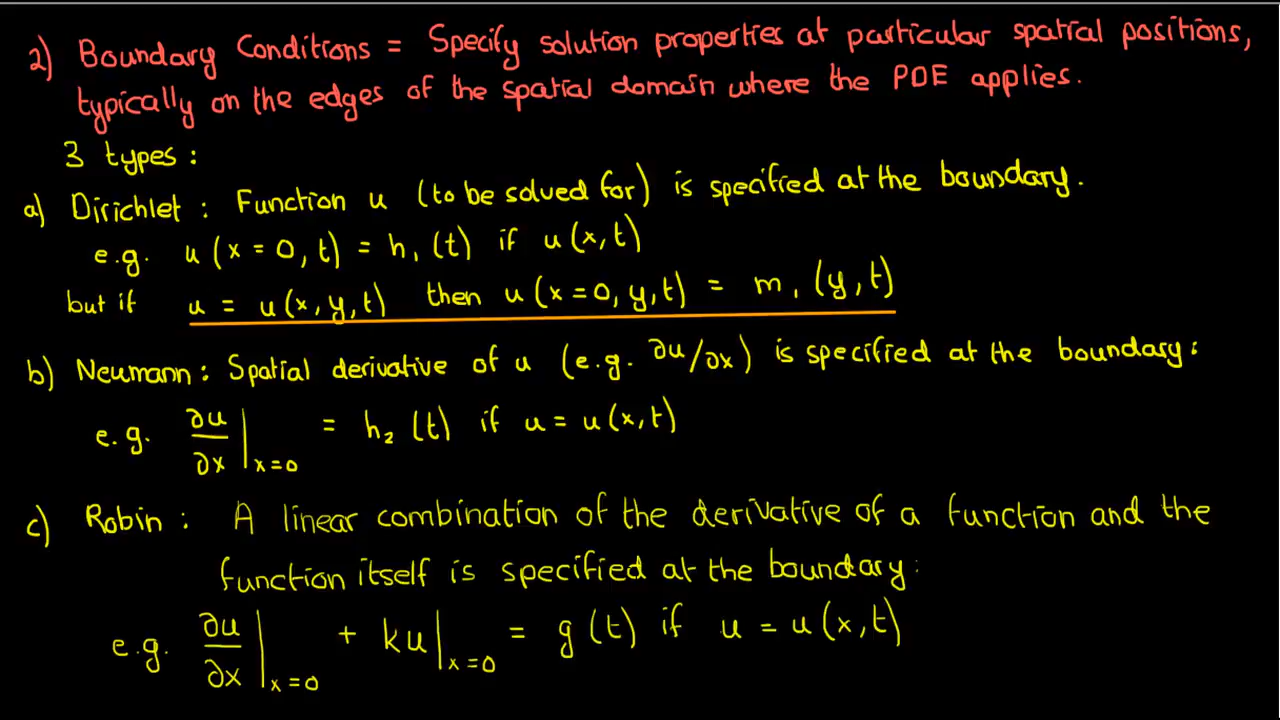 2) Boundary Conditions = Specify solution properties at particular spatial positions,
typically on the edges of the spatial domain where the PDE applies.
3 types :
a) Dirichlet : Function u (to be solved for) is specified at the boundary.
e.g. u(x = 0, t) = h₁(t) if u(x,t)
but if u = u(x,y,t) then u(x=0,y,t) = m₁(y,t)
b) Neumann : Spatial derivative of u (e.g. ∂u/∂x) is specified at the boundary :
e.g. ∂u/∂x|x=0 = h₂(t) if u = u(x,t)
c) Robin : A linear combination of the derivative of a function and the
function itself is specified at the boundary :
e.g. ∂u/∂x|x=0 + ku|x=0 = g(t) if u = u(x,t)